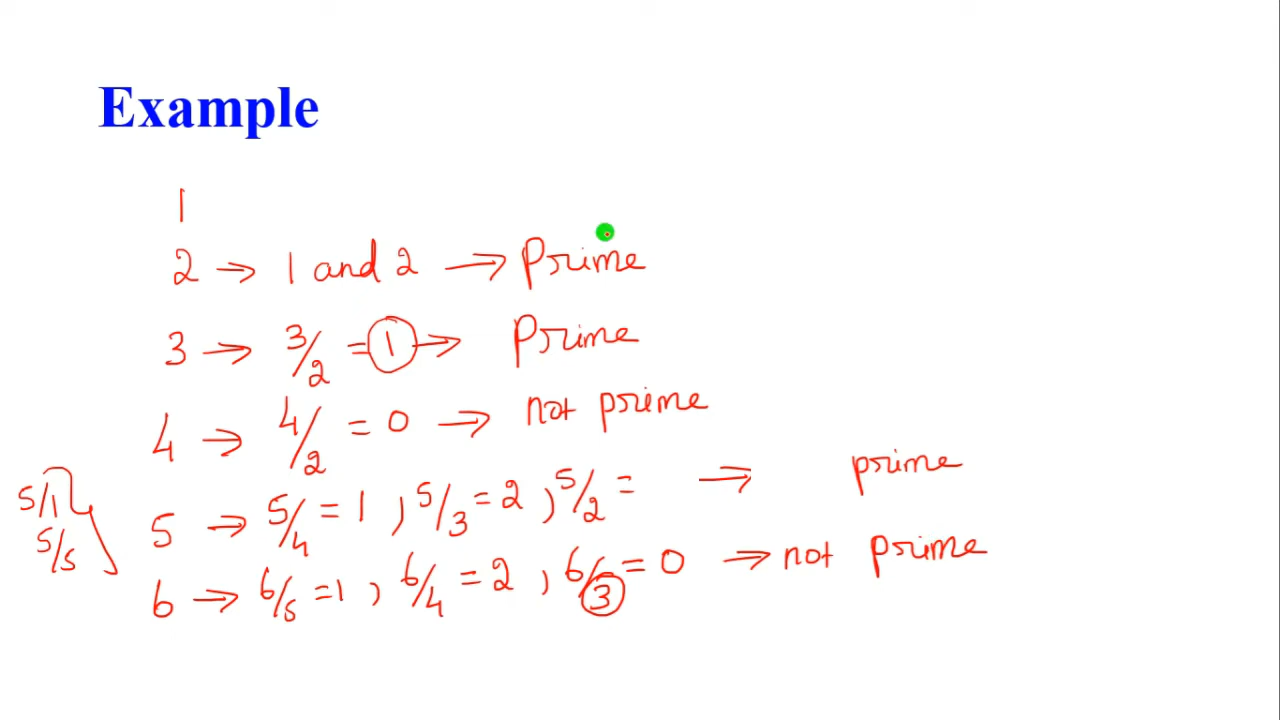 Example
1
2 → 1 and 2 → Prime
3 → 3/2 = 1 → Prime
4 → 4/2 = 0 → not prime
5/1
5/5
5 → 5/4 = 1 , 5/3 = 2 , 5/2 = → prime
6 → 6/5 = 1 , 6/4 = 2 , 6/3 = 0 → not prime